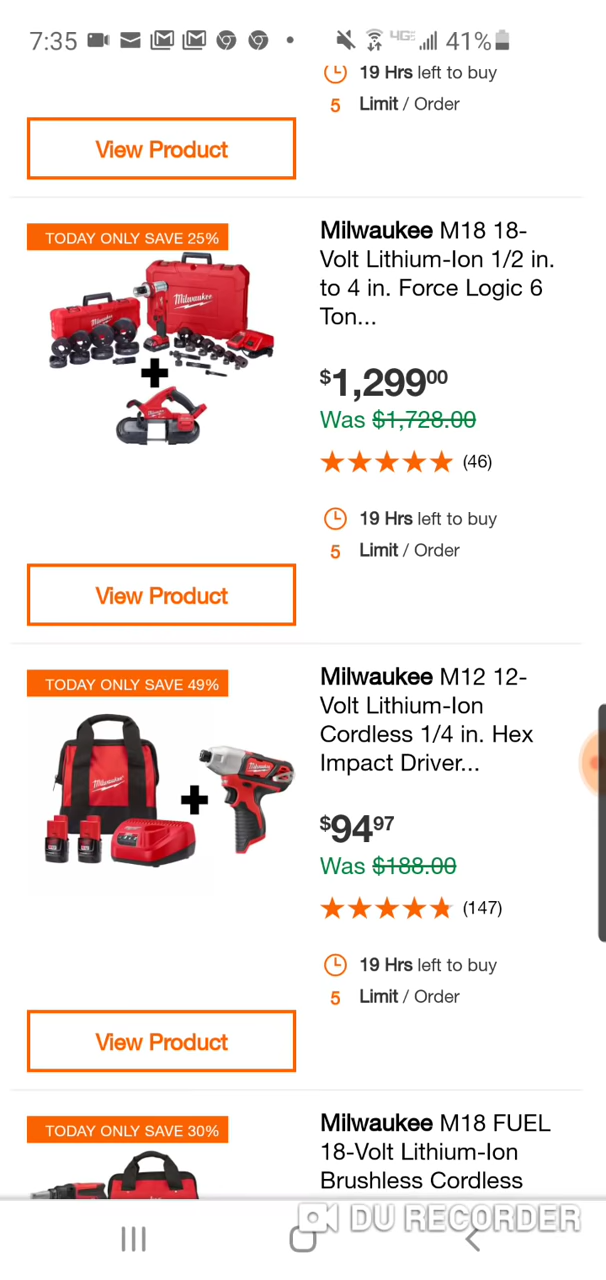 7:35 4GE 41%
19 Hrs left to buy
5 Limit / Order
View Product
TODAY ONLY SAVE 25%
Milwaukee M18 18-
Volt Lithium-Ion 1/2 in.
to 4 in. Force Logic 6
Ton...
Milwaukee
Milwaukee
$1,29900
Was $1,728.00
(46)
19 Hrs left to buy
5 Limit / Order
View Product
TODAY ONLY SAVE 49%
Milwaukee M12 12-
Volt Lithium-Ion
Cordless 1/4 in. Hex
Impact Driver...
Milwaukee
Milwaukee
$9497
Was $188.00
(147)
19 Hrs left to buy
5 Limit / Order
View Product
TODAY ONLY SAVE 30%
Milwaukee M18 FUEL
18-Volt Lithium-Ion
Brushless Cordless
DU RECORDER